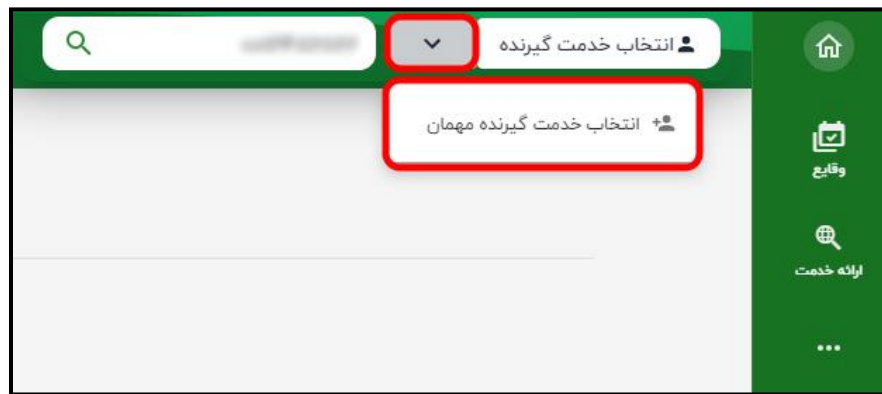 انتخاب خدمت گیرنده
انتخاب خدمت گیرنده مهمان
وقایع
ارائه خدمت